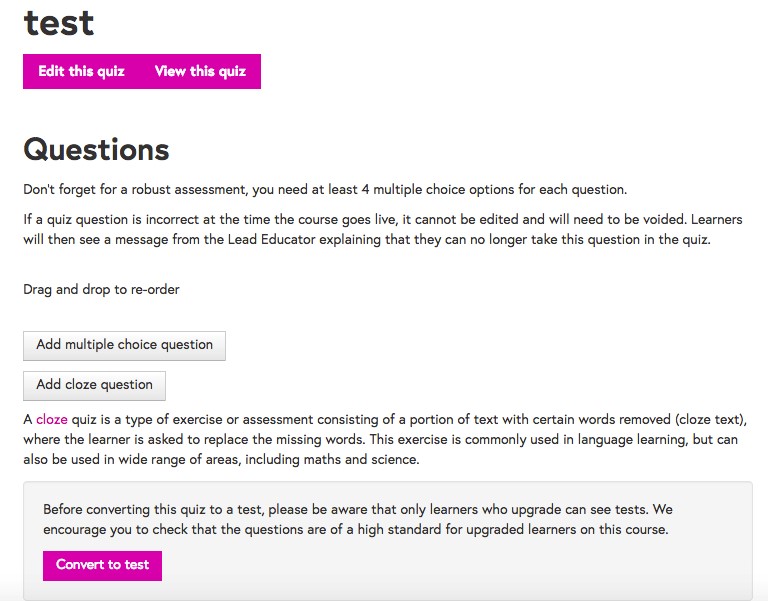 test
Edit this quiz View this quiz
Questions
Don't forget for a robust assessment, you need at least 4 multiple choice options for each question.
If a quiz question is incorrect at the time the course goes live, it cannot be edited and will need to be voided. Learners
will then see a message from the Lead Educator explaining that they can no longer take this question in the quiz.
Drag and drop to re-order
Add multiple choice question
Add cloze question
A cloze quiz is a type of exercise or assessment consisting of a portion of text with certain words removed (cloze text),
where the learner is asked to replace the missing words. This exercise is commonly used in language learning, but can
also be used in wide range of areas, including maths and science.
Before converting this quiz to a test, please be aware that only learners who upgrade can see tests. We
encourage you to check that the questions are of a high standard for upgraded learners on this course.
Convert to test